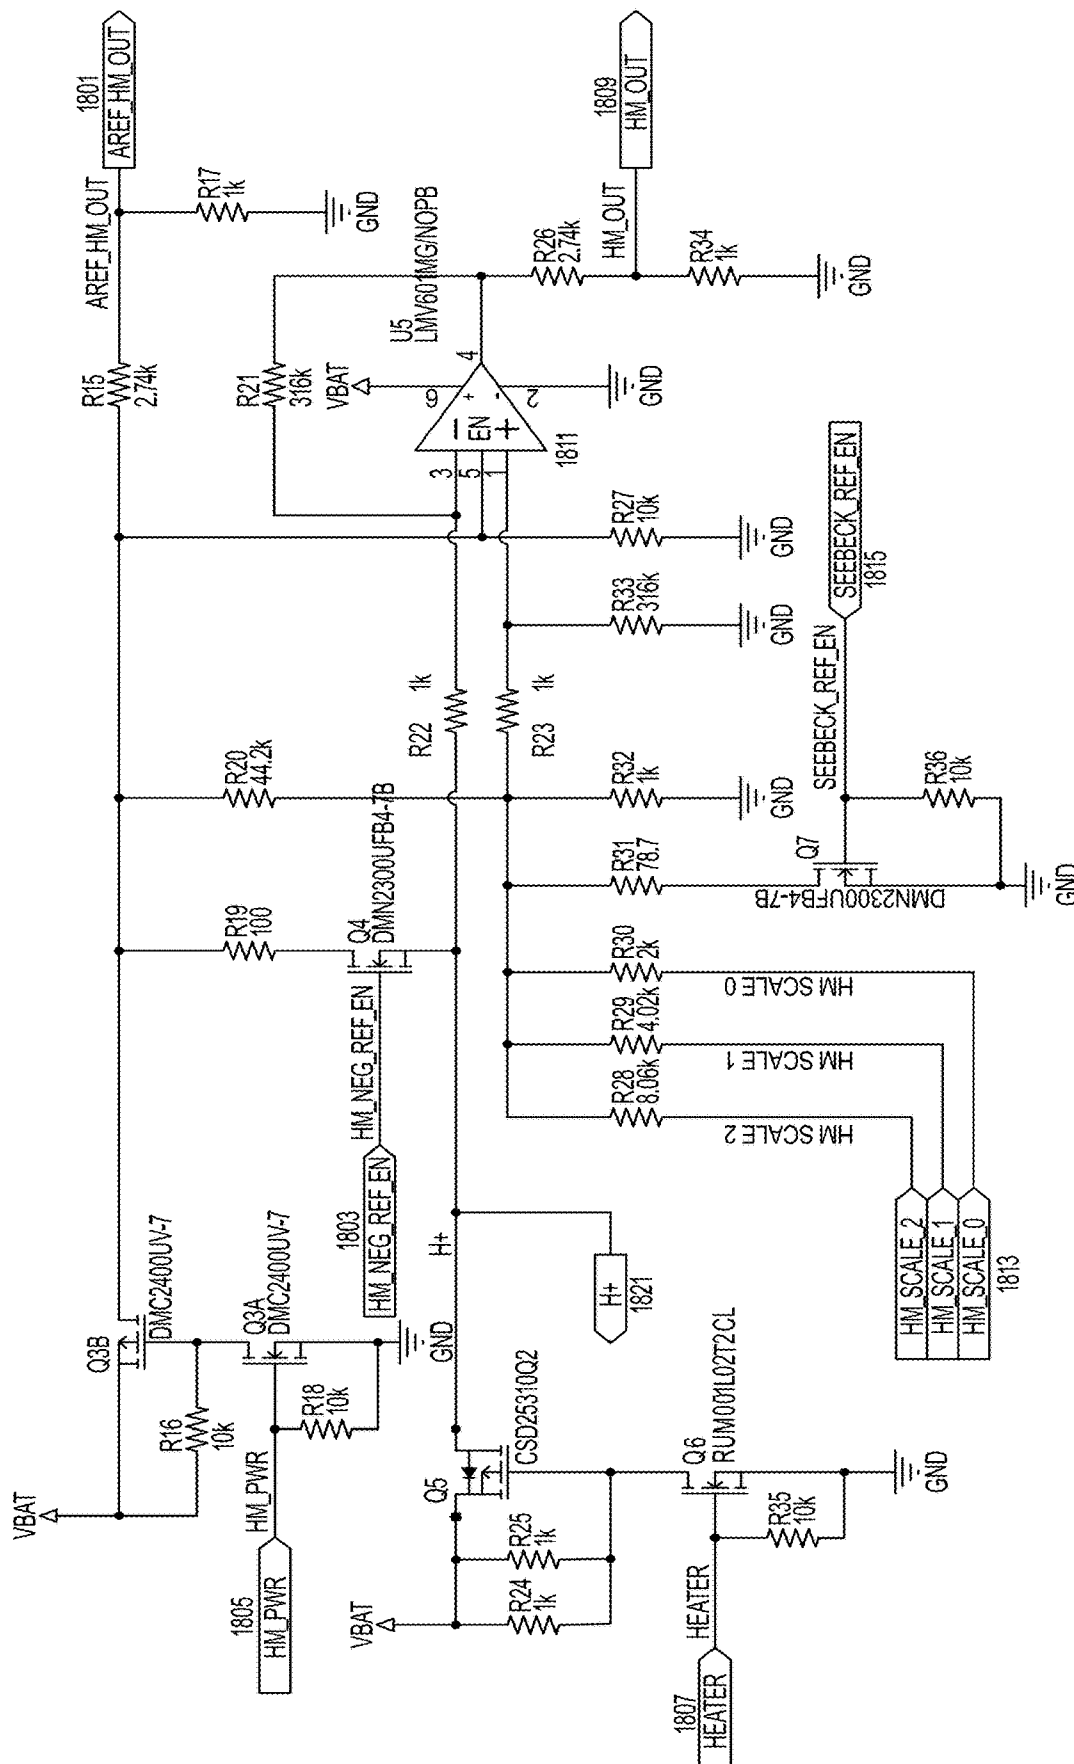 VBAT
Q3B
DMC2400UV-7
R16
10k
Q3A
DMC2400UV-7
R18
10k
GND
HM_PWR
1805
HM_PWR
R15
2.74k
AREF_HM_OUT
1801
AREF_HM_OUT
R17
1k
GND
R19
100
Q4
DMN2300UFB4-7B
HM_NEG_REF_EN
1803
HM_NEG_REF_EN
R20
44.2k
R21
316k
VBAT
U5
LMV601MG/NOPB
6
4
3
5
1
2
EN
+
-
−
+
1811
GND
R26
2.74k
HM_OUT
1809
HM_OUT
R34
1k
GND
VBAT
R24
1k
R25
1k
Q5
CSD25310Q2
H+
H+
1821
R22
1k
R23
1k
Q6
RUM001L02T2CL
HEATER
1807
HEATER
R35
10k
GND
R28
8.06k
R29
4.02k
R30
2k
R31
78.7
R32
1k
GND
R33
316k
GND
R27
10k
GND
HM SCALE 2
HM SCALE 1
HM SCALE 0
HM_SCALE_2
HM_SCALE_1
HM_SCALE_0
1813
Q7
DMN2300UFB4-7B
R36
10k
GND
SEEBECK_REF_EN
SEEBECK_REF_EN
1815